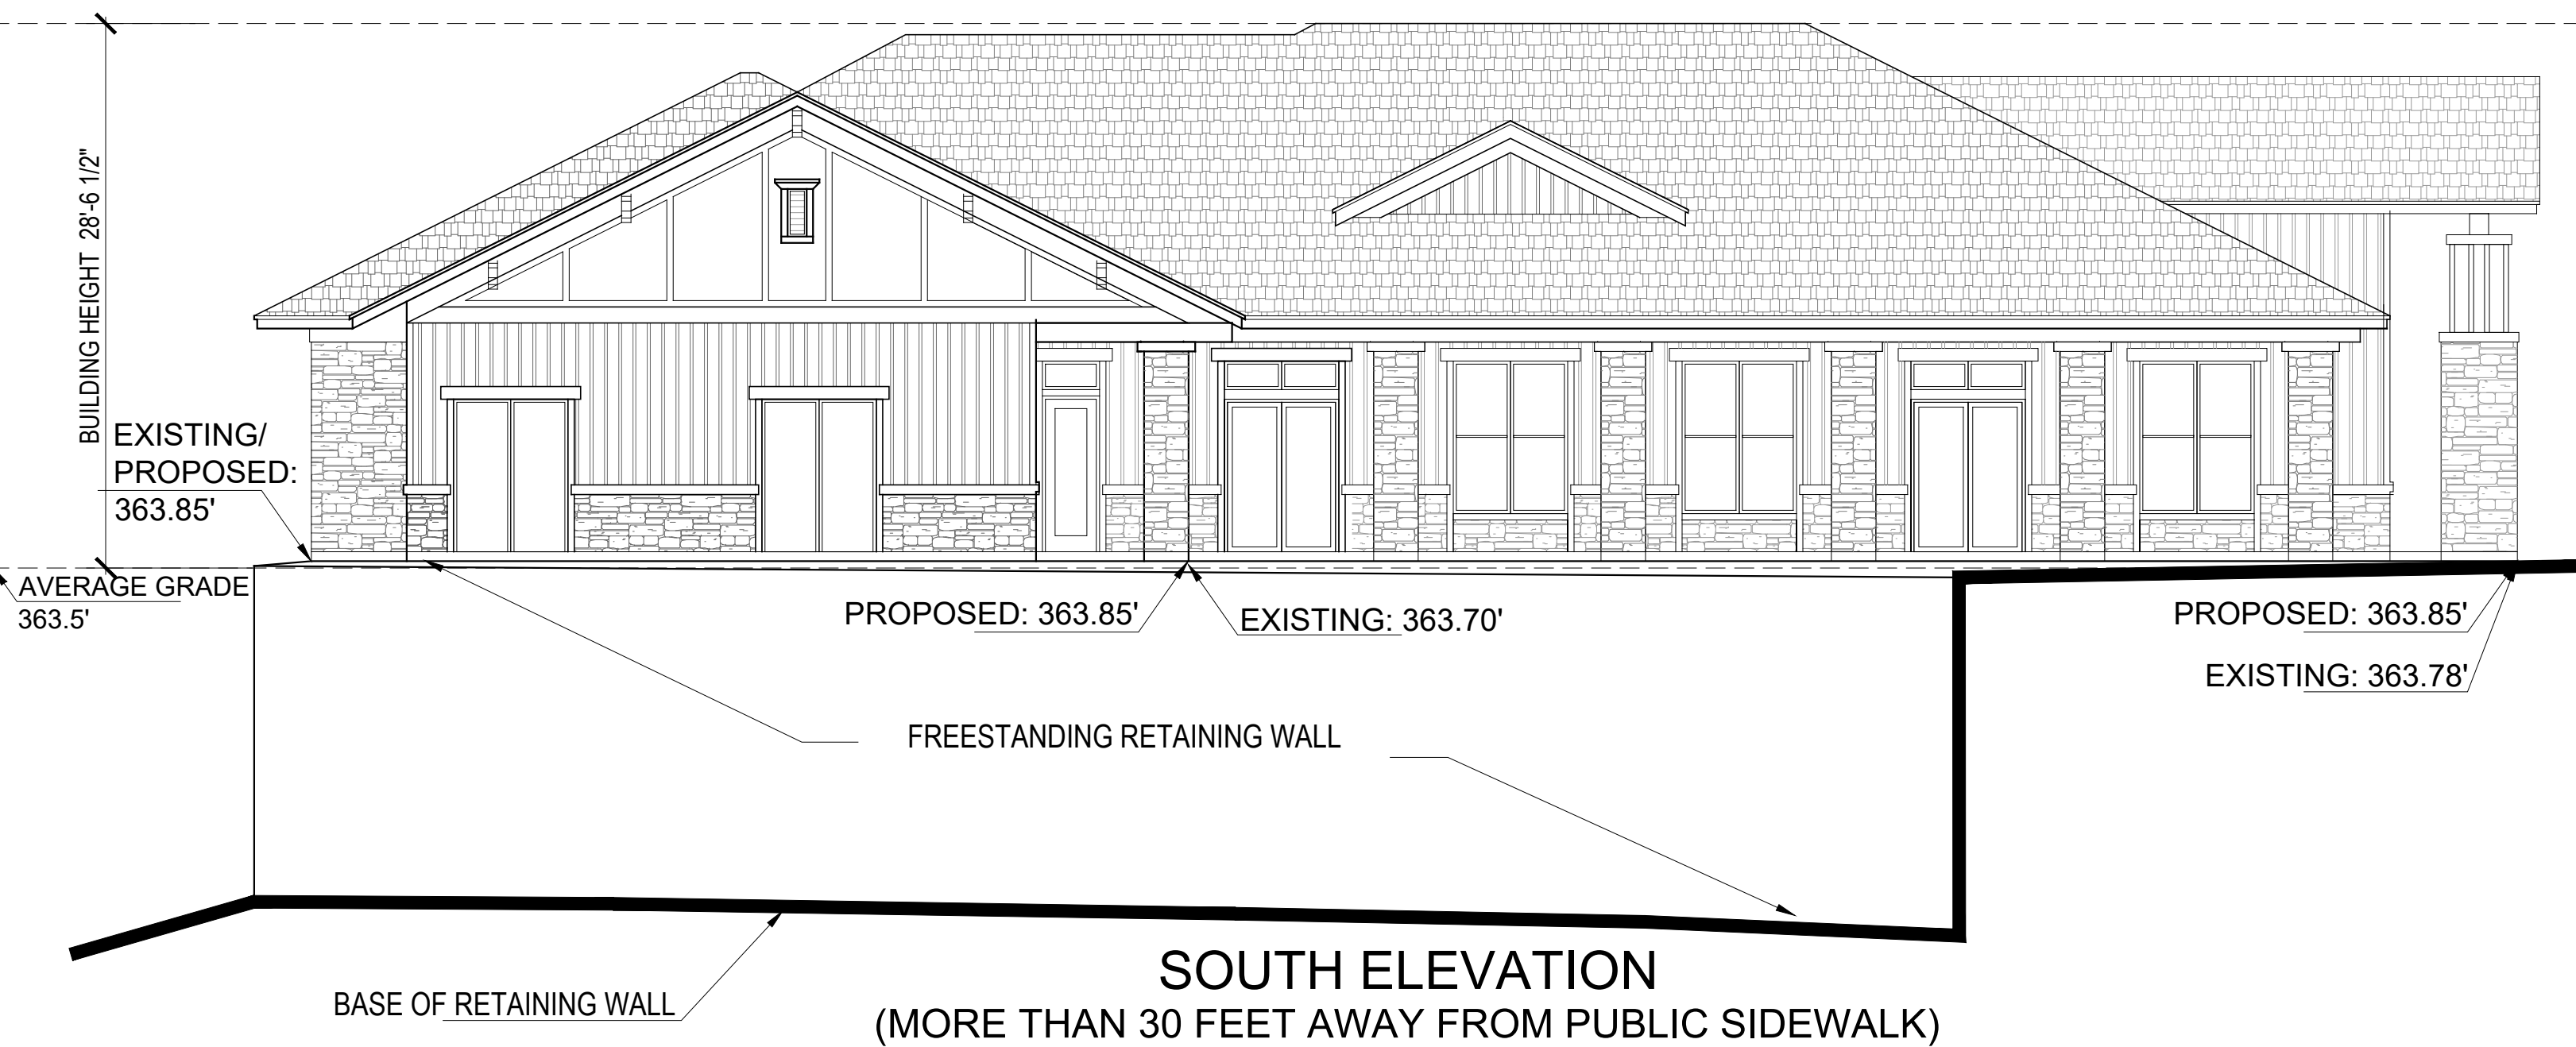 BUILDING HEIGHT 28'-6 1/2"
EXISTING/
PROPOSED:
363.85'
AVERAGE GRADE
363.5'
PROPOSED: 363.85'
EXISTING: 363.70'
PROPOSED: 363.85'
EXISTING: 363.78'
FREESTANDING RETAINING WALL
BASE OF RETAINING WALL
SOUTH ELEVATION
(MORE THAN 30 FEET AWAY FROM PUBLIC SIDEWALK)